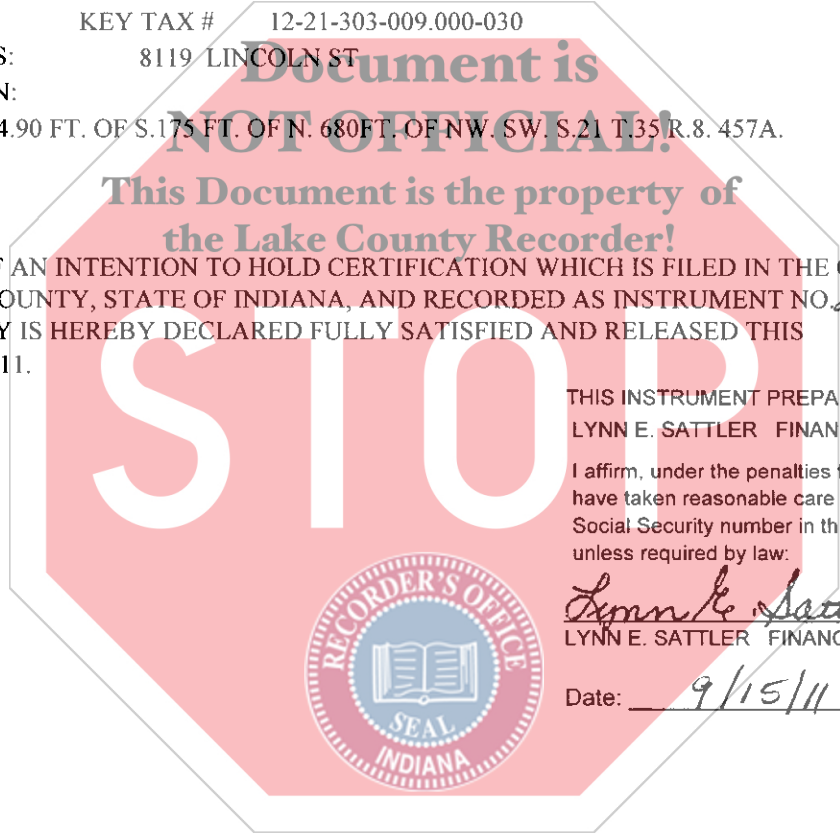 KEY TAX # 12-21-303-009.000-030
S: 8119 LINCOLN ST
N:
4.90 FT. OF S.175 FT. OF N. 680FT. OF NW. SW. S.21 T.35 R.8. 457A.
Document is
NOT OFFICIAL!
This Document is the property of
the Lake County Recorder!
F AN INTENTION TO HOLD CERTIFICATION WHICH IS FILED IN THE
OUNTY, STATE OF INDIANA, AND RECORDED AS INSTRUMENT NO.
Y IS HEREBY DECLARED FULLY SATISFIED AND RELEASED THIS
11.
STOP
THIS INSTRUMENT PREPA
LYNN E. SATTLER FINAN
I affirm, under the penalties
have taken reasonable care
Social Security number in th
unless required by law:
Lynn E. Satt
LYNN E. SATTLER FINANC
Date: 9/15/11
RECORDER'S OFFICE
SEAL
INDIANA